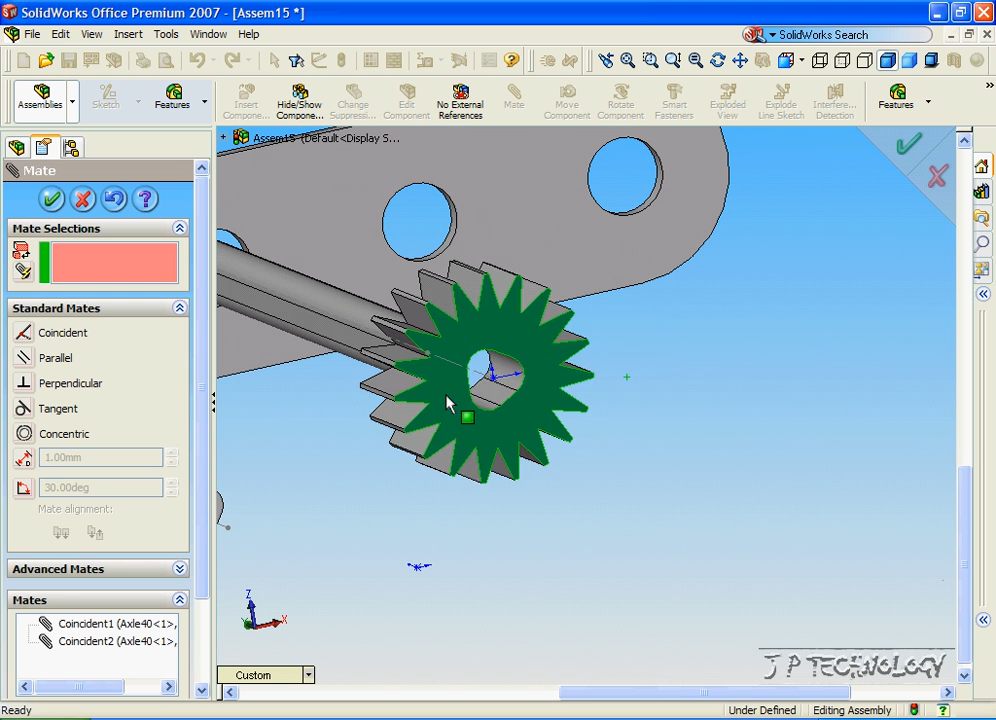 SolidWorks Office Premium 2007 - [Assem15 *]
File Edit View Insert Tools Window Help
SolidWorks Search
Assemblies
Sketch
Features
Insert Compone...
Hide/Show Compone...
Change Suppressi...
Edit Component
No External References
Mate
Move Component
Rotate Component
Smart Fasteners
Exploded View
Explode Line Sketch
Interfere... Detection
Features
Assem15 (Default<Display S...
Mate
Mate Selections
Standard Mates
Coincident
Parallel
Perpendicular
Tangent
Concentric
1.00mm
30.00deg
Mate alignment:
Advanced Mates
Mates
Coincident1 (Axle40<1>,
Coincident2 (Axle40<1>,
Z
X
Custom
J P TECHNOLOGY
Ready
Under Defined
Editing Assembly